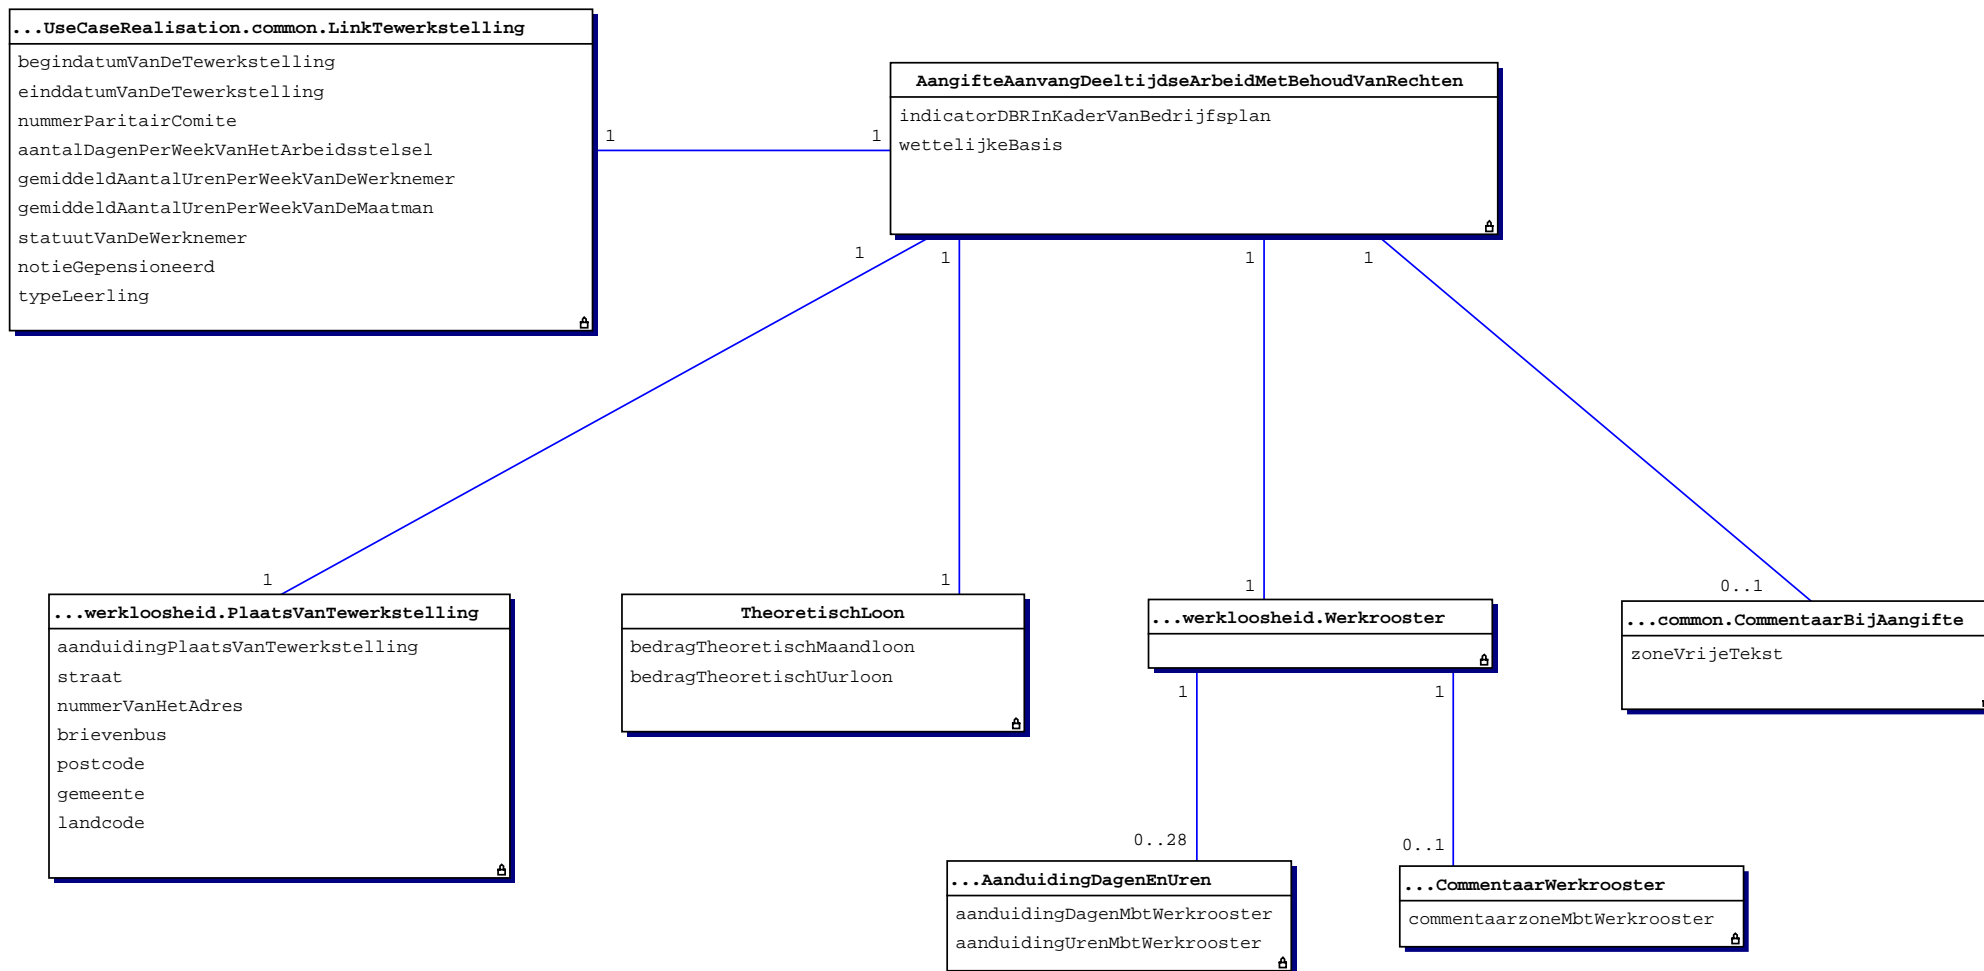 ...UseCaseRealisation.common.LinkTewerkstelling
begindatumVanDeTewerkstelling
einddatumVanDeTewerkstelling
nummerParitairComite
aantalDagenPerWeekVanHetArbeidsstelsel
gemiddeldAantalUrenPerWeekVanDeWerknemer
gemiddeldAantalUrenPerWeekVanDeMaatman
statuutVanDeWerknemer
notieGepensioneerd
typeLeerling
1
1
AangifteAanvangDeeltijdseArbeidMetBehoudVanRechten
indicatorDBRInKaderVanBedrijfsplan
wettelijkeBasis
1
1
1
1
1
1
1
0..1
...werkloosheid.PlaatsVanTewerkstelling
aanduidingPlaatsVanTewerkstelling
straat
nummerVanHetAdres
brievenbus
postcode
gemeente
landcode
TheoretischLoon
bedragTheoretischMaandloon
bedragTheoretischUurloon
...werkloosheid.Werkrooster
...common.CommentaarBijAangifte
zoneVrijeTekst
1
1
0..28
0..1
...AanduidingDagenEnUren
aanduidingDagenMbtWerkrooster
aanduidingUrenMbtWerkrooster
...CommentaarWerkrooster
commentaarzoneMbtWerkrooster